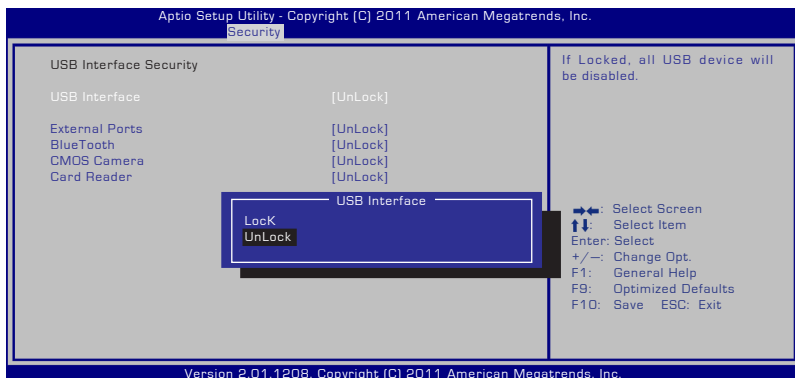 Aptio Setup Utility - Copyright (C) 2011 American Megatrends, Inc.
Security
USB Interface Security
USB Interface [UnLock]
External Ports [UnLock]
BlueTooth [UnLock]
CMOS Camera [UnLock]
Card Reader [UnLock]
USB Interface
LocK
UnLock
If Locked, all USB device will
be disabled.
→←: Select Screen
↑↓: Select Item
Enter: Select
+/—: Change Opt.
F1: General Help
F9: Optimized Defaults
F10: Save ESC: Exit
Version 2.01.1208. Copyright (C) 2011 American Megatrends, Inc.